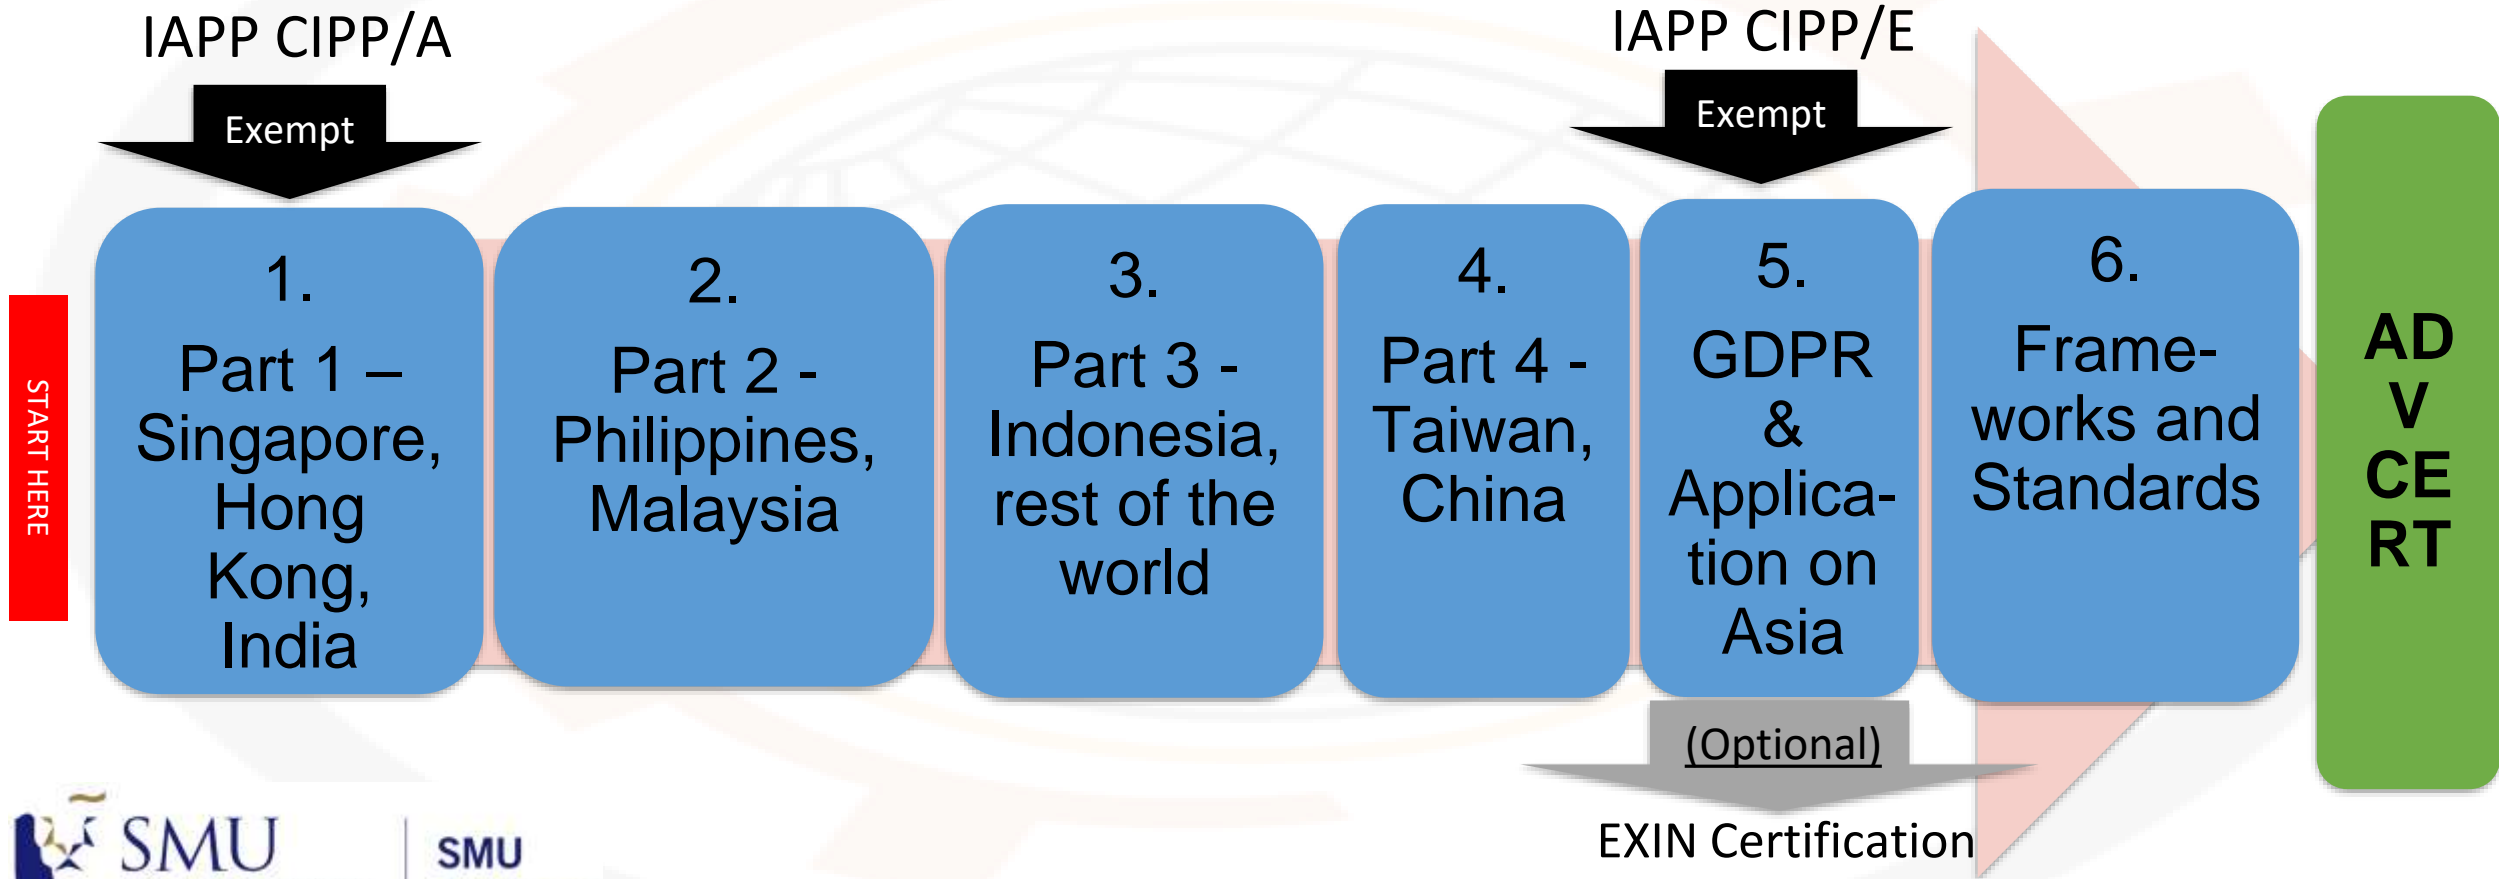 IAPP CIPP/A
IAPP CIPP/E
Exempt
Exempt
START HERE
1.
Part 1 –
Singapore,
Hong
Kong,
India
2.
Part 2 -
Philippines,
Malaysia
3.
Part 3 -
Indonesia,
rest of the
world
4.
Part 4 -
Taiwan,
China
5.
GDPR
&
Applica-
tion on
Asia
6.
Frame-
works and
Standards
AD
V
CE
RT
(Optional)
EXIN Certification
SMU
SMU